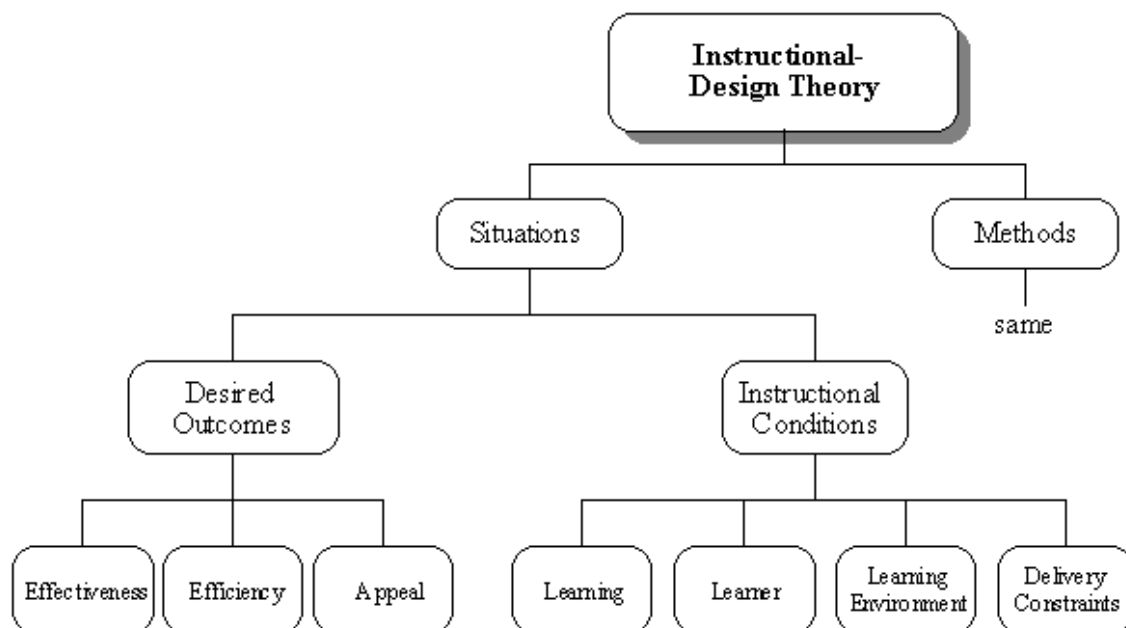 Instructional-
Design Theory
Situations
Methods
same
Desired
Outcomes
Instructional
Conditions
Effectiveness
Efficiency
Appeal
Learning
Learner
Learning
Environment
Delivery
Constraints